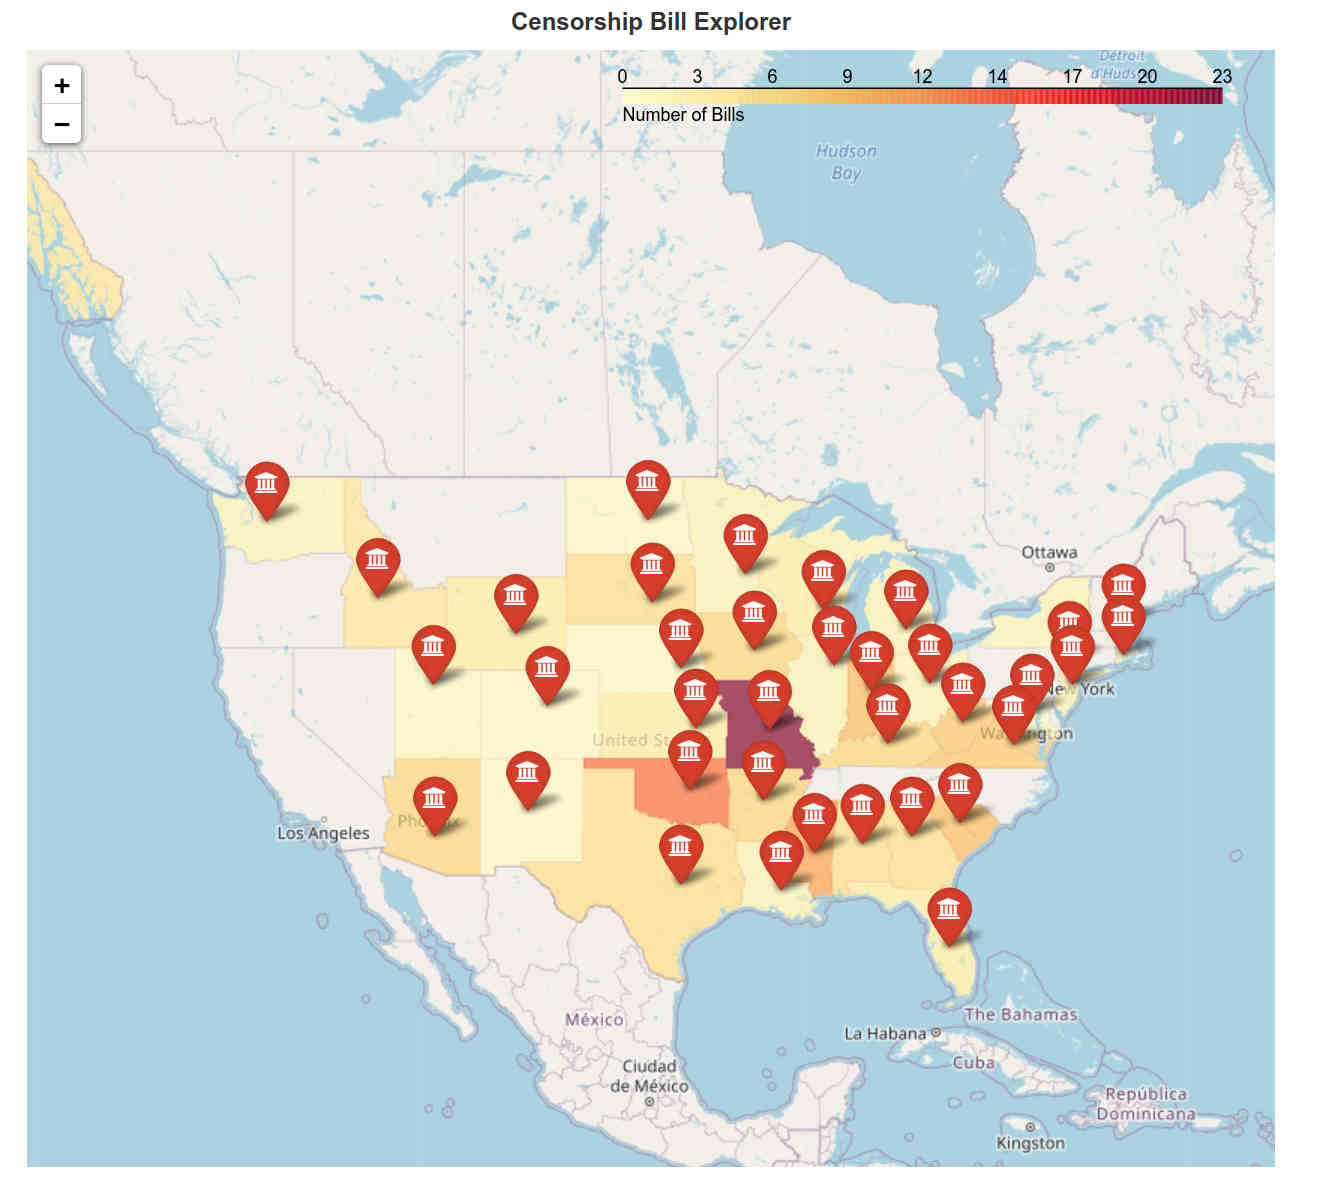 Censorship Bill Explorer
+
−
0 3 6 9 12 14 17 20 23
Number of Bills
Détroit
d'Huds
Hudson
Bay
Ottawa
New York
United St
Washington
Los Angeles
Phoenix
México
The Bahamas
La Habana
Cuba
Ciudad
de México
República
Dominicana
Kingston